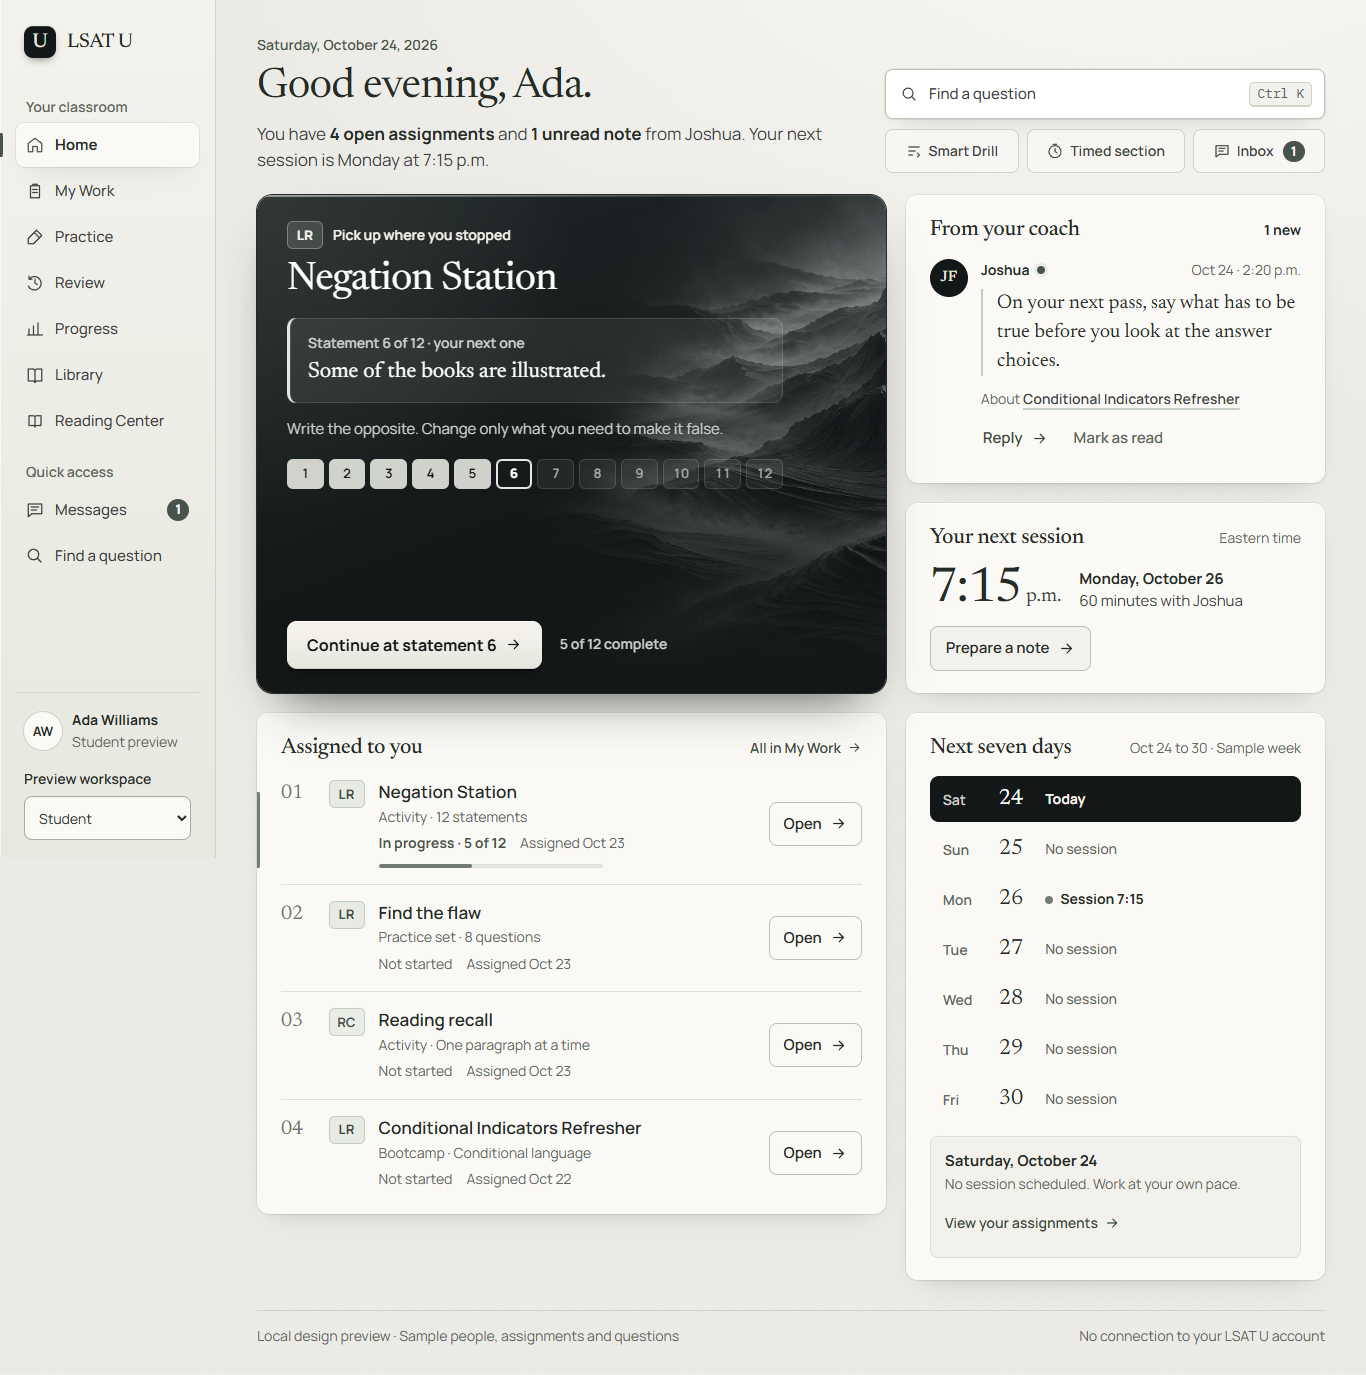 U LSAT U
Your classroom
Home
My Work
Practice
Review
Progress
Library
Reading Center
Quick access
Messages 1
Find a question
AW Ada Williams
Student preview
Preview workspace
Student
Saturday, October 24, 2026
Good evening, Ada.
You have 4 open assignments and 1 unread note from Joshua. Your next
session is Monday at 7:15 p.m.
Find a question Ctrl K
Smart Drill Timed section Inbox 1
LR Pick up where you stopped
Negation Station
Statement 6 of 12 · your next one
Some of the books are illustrated.
Write the opposite. Change only what you need to make it false.
1 2 3 4 5 6 7 8 9 10 11 12
Continue at statement 6 → 5 of 12 complete
From your coach 1 new
JF Joshua Oct 24 · 2:20 p.m.
On your next pass, say what has to be
true before you look at the answer
choices.
About Conditional Indicators Refresher
Reply → Mark as read
Your next session Eastern time
7:15 p.m. Monday, October 26
60 minutes with Joshua
Prepare a note →
Assigned to you All in My Work →
01 LR Negation Station
Activity · 12 statements
In progress · 5 of 12 Assigned Oct 23
Open →
02 LR Find the flaw
Practice set · 8 questions
Not started Assigned Oct 23
Open →
03 RC Reading recall
Activity · One paragraph at a time
Not started Assigned Oct 23
Open →
04 LR Conditional Indicators Refresher
Bootcamp · Conditional language
Not started Assigned Oct 22
Open →
Next seven days Oct 24 to 30 · Sample week
Sat 24 Today
Sun 25 No session
Mon 26 Session 7:15
Tue 27 No session
Wed 28 No session
Thu 29 No session
Fri 30 No session
Saturday, October 24
No session scheduled. Work at your own pace.
View your assignments →
Local design preview · Sample people, assignments and questions
No connection to your LSAT U account